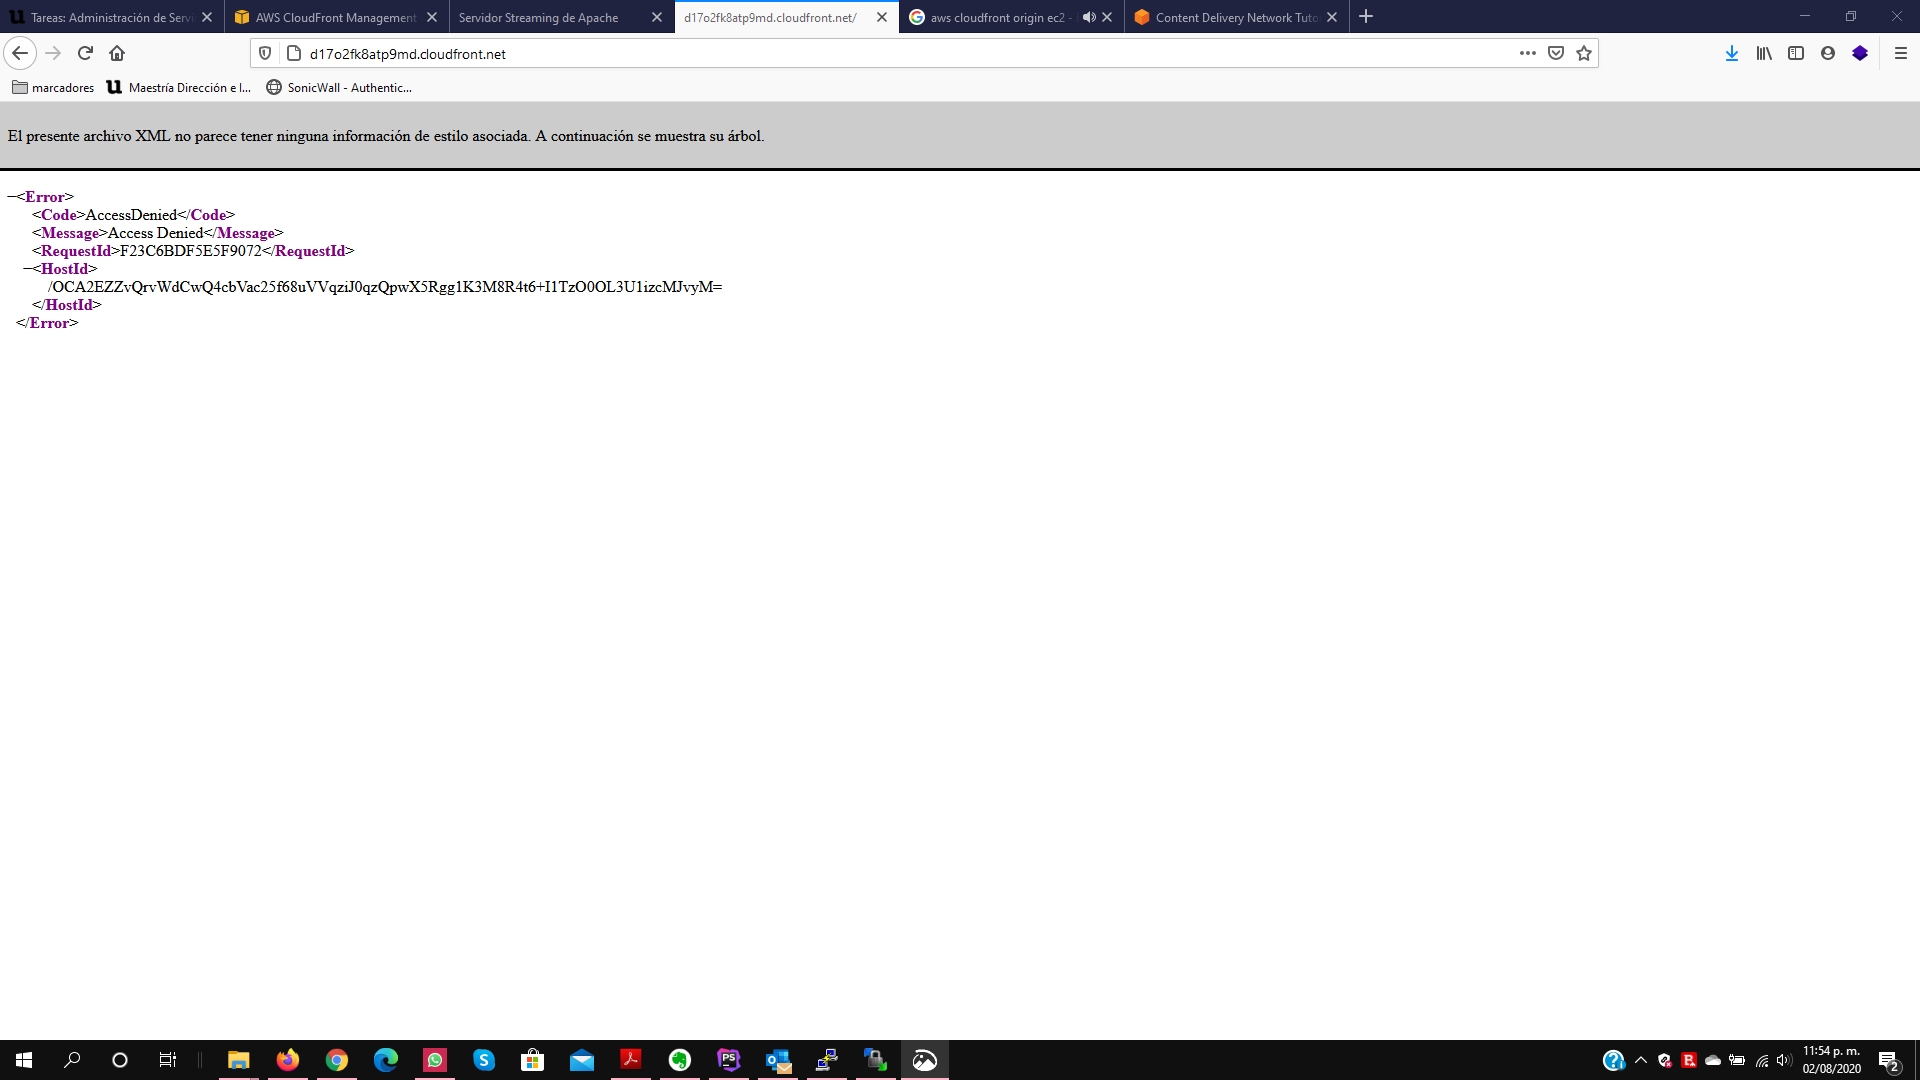 Tareas: Administración de Servi
AWS CloudFront Management
Servidor Streaming de Apache
d17o2fk8atp9md.cloudfront.net/
aws cloudfront origin ec2 -
Content Delivery Network Tuto
d17o2fk8atp9md.cloudfront.net
marcadores
Maestría Dirección e I...
SonicWall - Authentic...
El presente archivo XML no parece tener ninguna información de estilo asociada. A continuación se muestra su árbol.
—<Error>
<Code>AccessDenied</Code>
<Message>Access Denied</Message>
<RequestId>F23C6BDF5E5F9072</RequestId>
—<HostId>
/OCA2EZZvQrvWdCwQ4cbVac25f68uVVqziJ0qzQpwX5Rgg1K3M8R4t6+I1TzO0OL3U1izcMJvyM=
</HostId>
</Error>
11:54 p. m.
02/08/2020
2